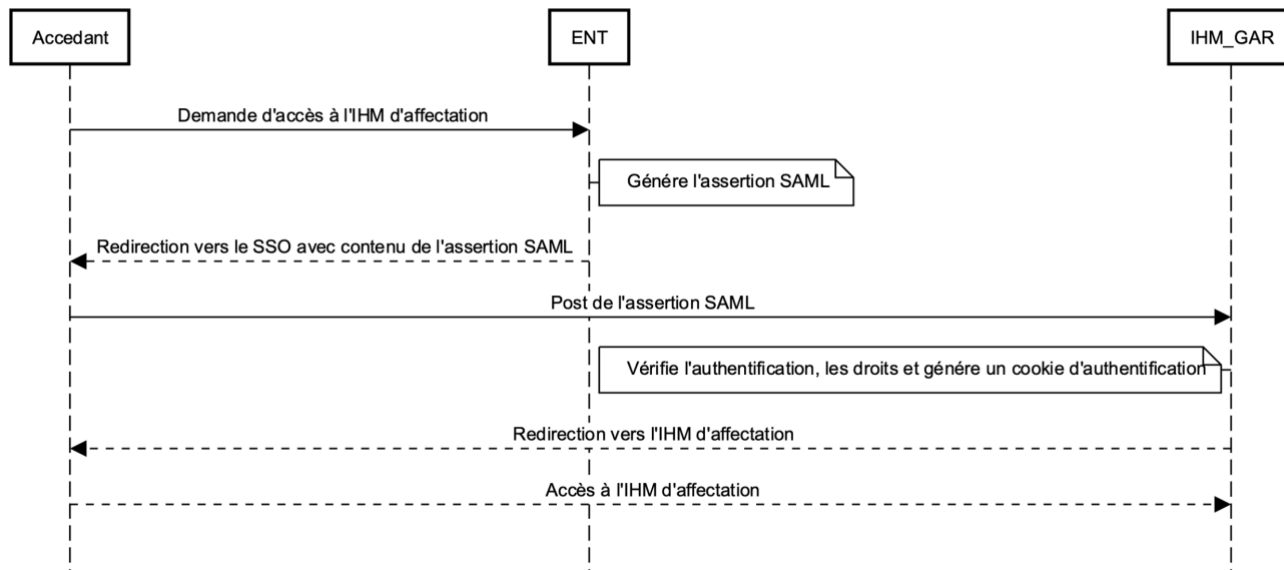 Accedant
ENT
IHM_GAR
Demande d'accès à l'IHM d'affectation
Génére l'assertion SAML
Redirection vers le SSO avec contenu de l'assertion SAML
Post de l'assertion SAML
Vérifie l'authentification, les droits et génére un cookie d'authentification
Redirection vers l'IHM d'affectation
Accès à l'IHM d'affectation